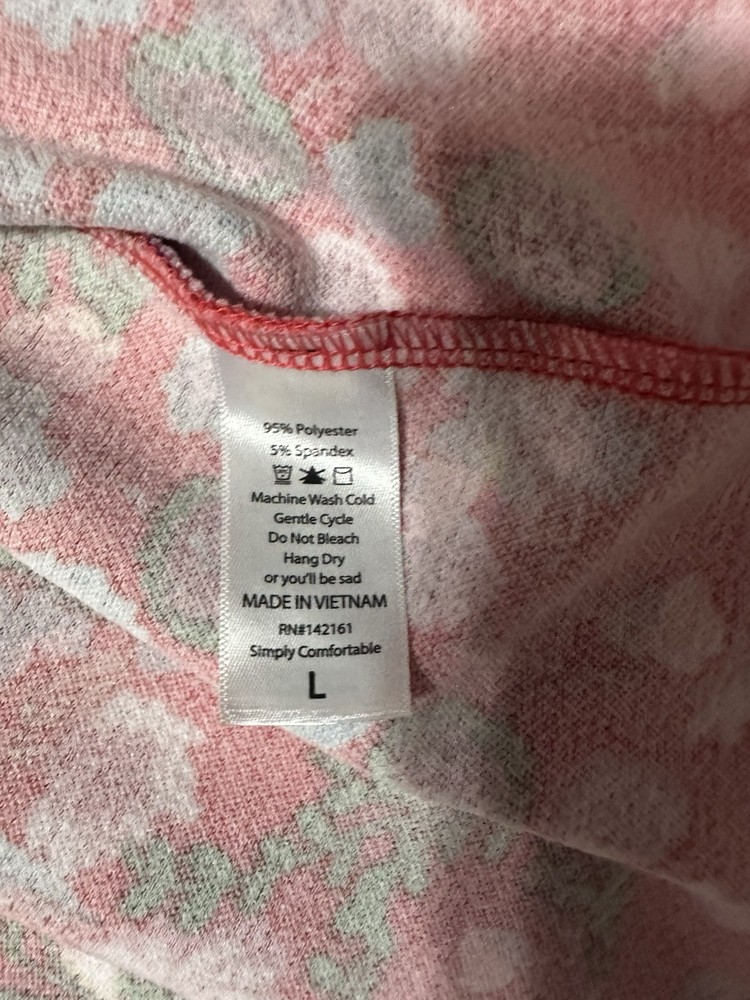 95% Polyester
5% Spandex
Machine Wash Cold
Gentle Cycle
Do Not Bleach
Hang Dry
or you'll be sad
MADE IN VIETNAM
RN#142161
Simply Comfortable
L